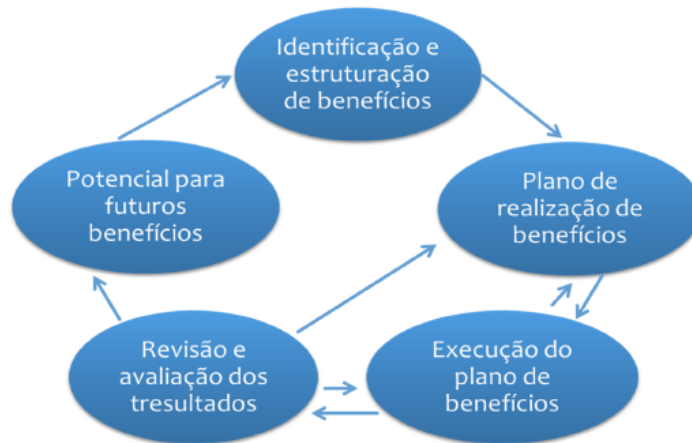 Identificação e
estruturação
de benefícios
Potencial para
futuros
benefícios
Plano de
realização de
benefícios
Revisão e
avaliação dos
tresultados
Execução do
plano de
benefícios